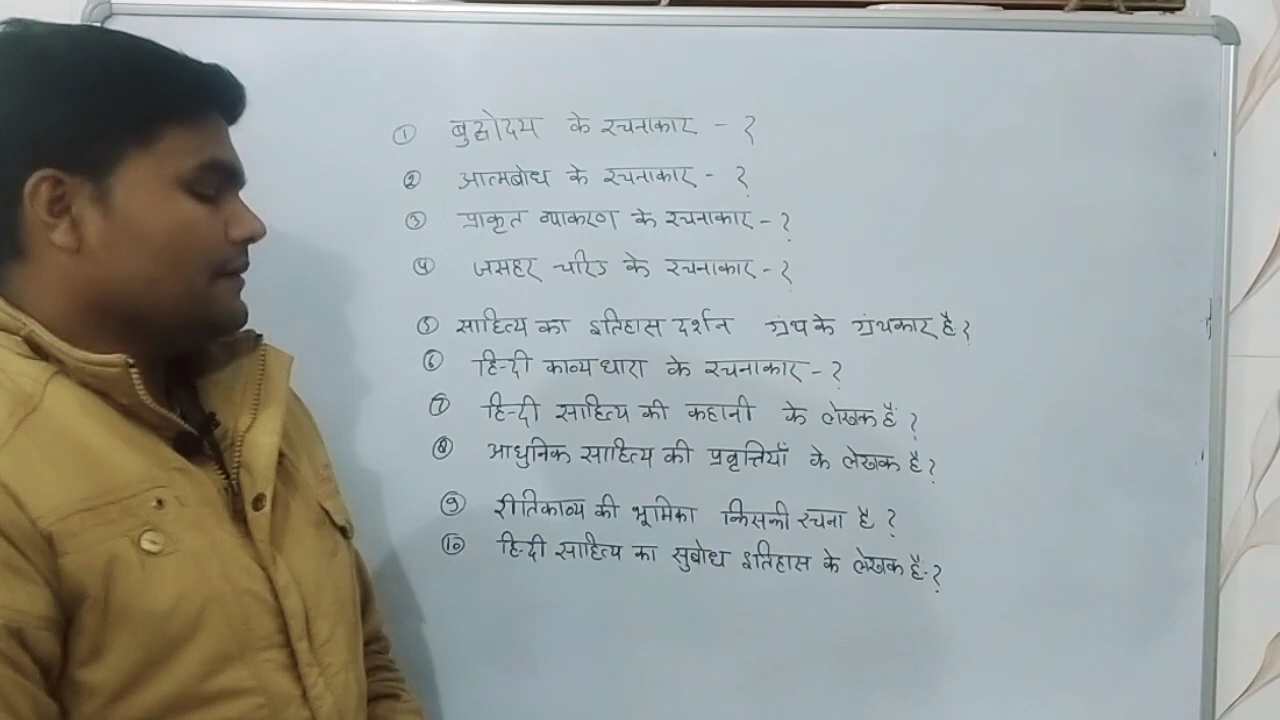 ① बुद्धोदय के रचनाकार - ?
② आत्मबोध के रचनाकार - ?
③ प्राकृत व्याकरण के रचनाकार - ?
④ जसहर चरिउ के रचनाकार - ?
⑤ साहित्य का इतिहास दर्शन ग्रंथ के ग्रंथकार है ?
⑥ हिन्दी काव्य धारा के रचनाकार - ?
⑦ हिन्दी साहित्य की कहानी के लेखक हैं ?
⑧ आधुनिक साहित्य की प्रवृत्तियाँ के लेखक है ?
⑨ रीतिकाव्य की भूमिका किसकी रचना है ?
⑩ हिन्दी साहित्य का सुबोध इतिहास के लेखक है - ?